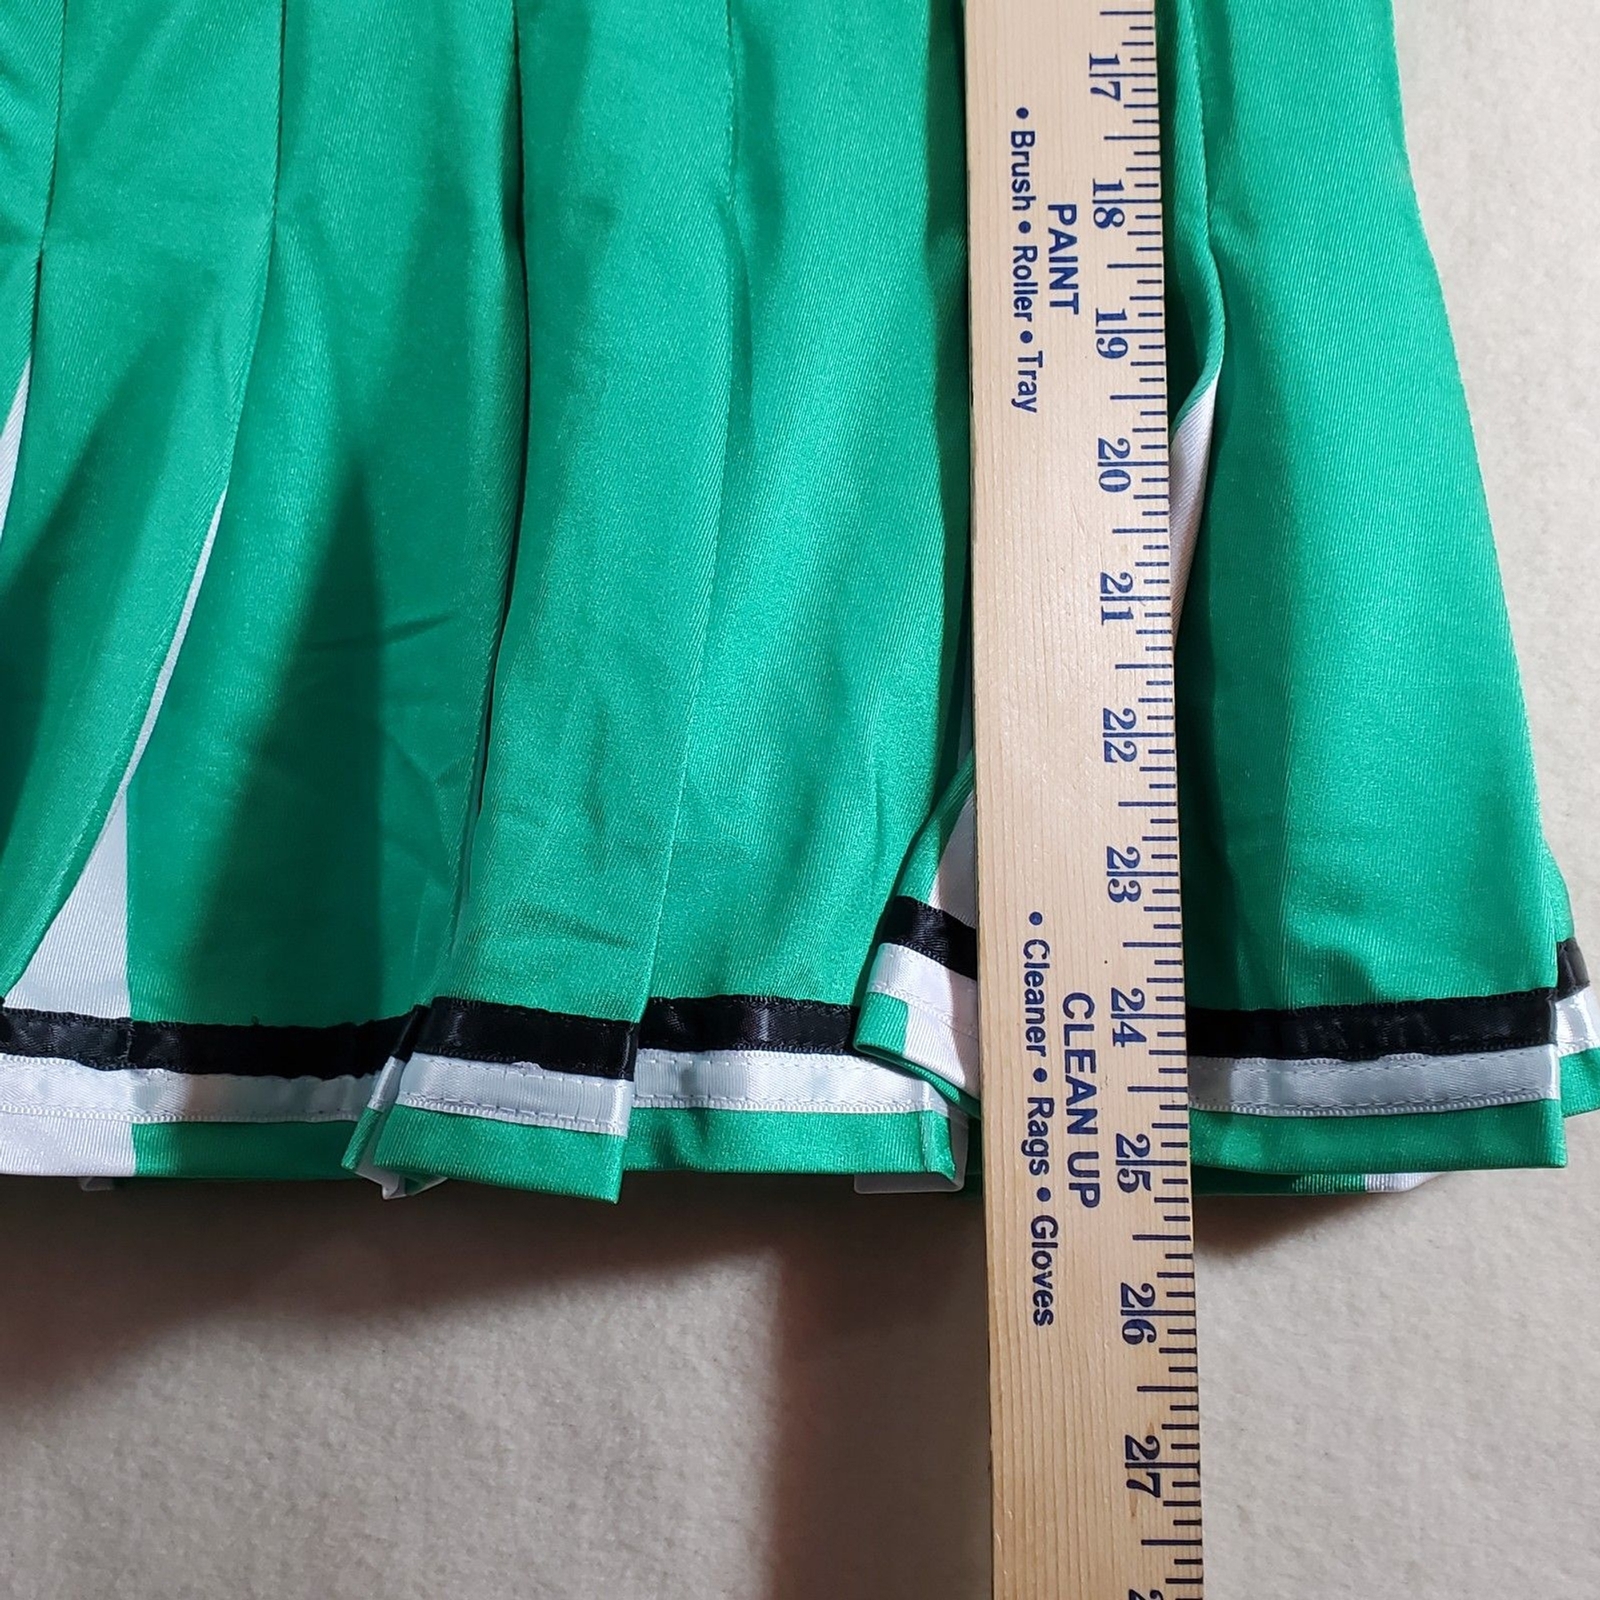 17
18
19
20
21
22
23
24
25
26
27
PAINT
• Brush • Roller • Tray
CLEAN UP
• Cleaner • Rags • Gloves